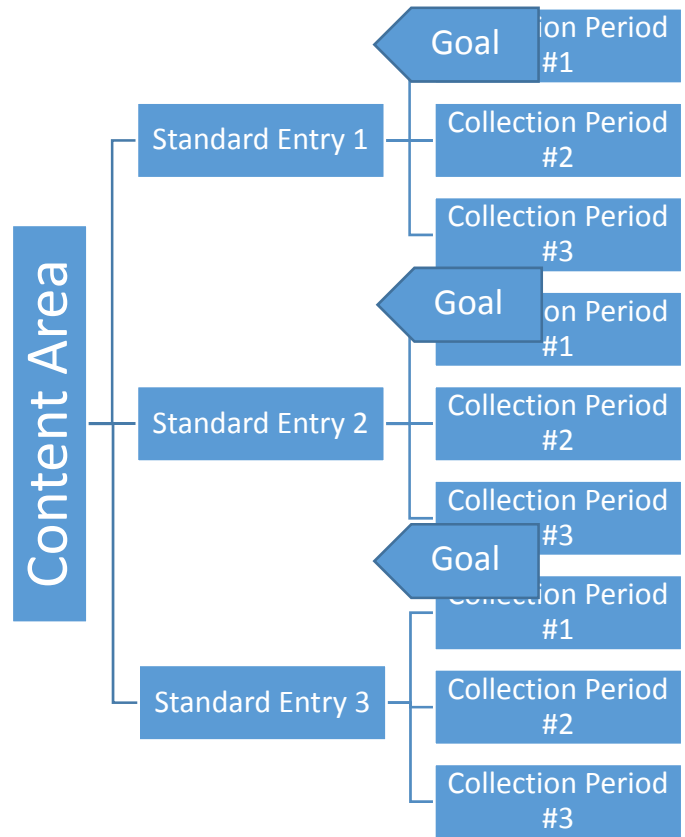 Content Area
Standard Entry 1
Goal
ion Period
#1
Collection Period
#2
Collection Period
#3
Standard Entry 2
Goal
on Period
#1
Collection Period
#2
Collection Period
#3
Standard Entry 3
Goal
Collection Period
#1
Collection Period
#2
Collection Period
#3